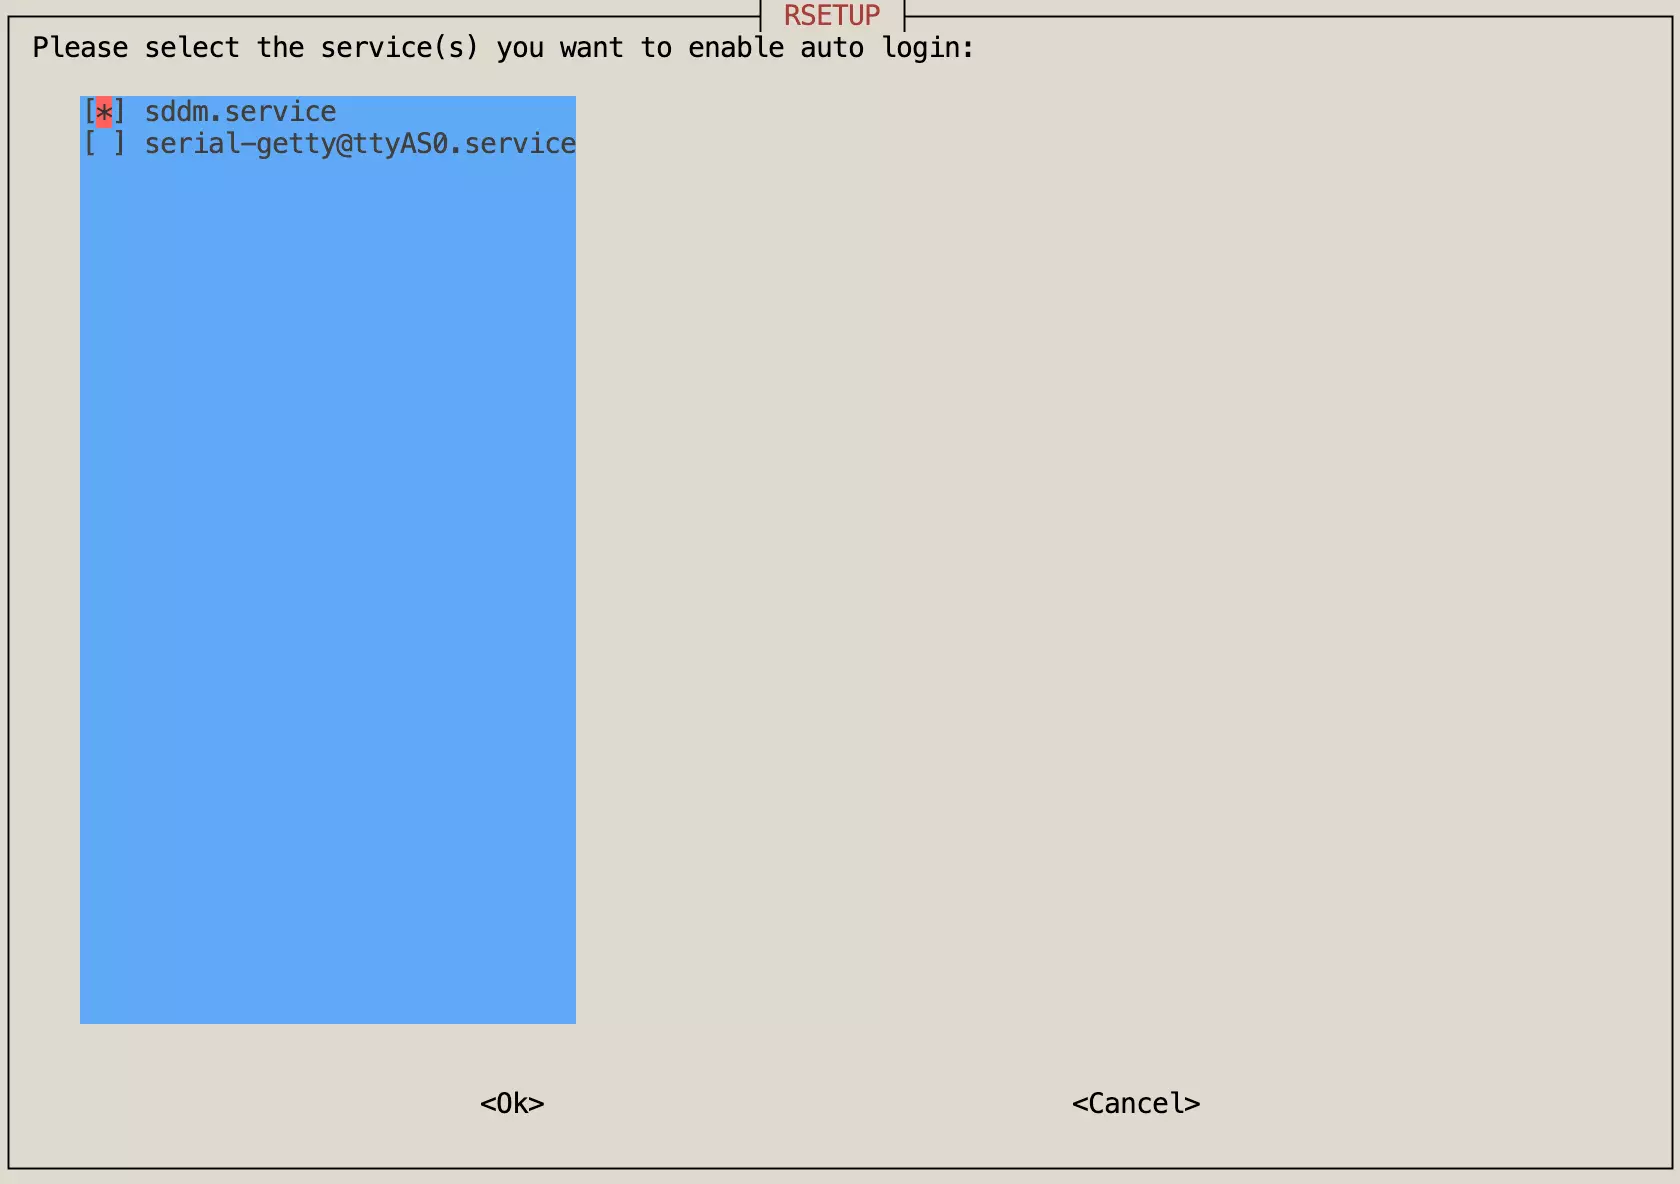 RSETUP
Please select the service(s) you want to enable auto login:
[*] sddm.service
[ ] serial-getty@ttyAS0.service
<Ok> <Cancel>